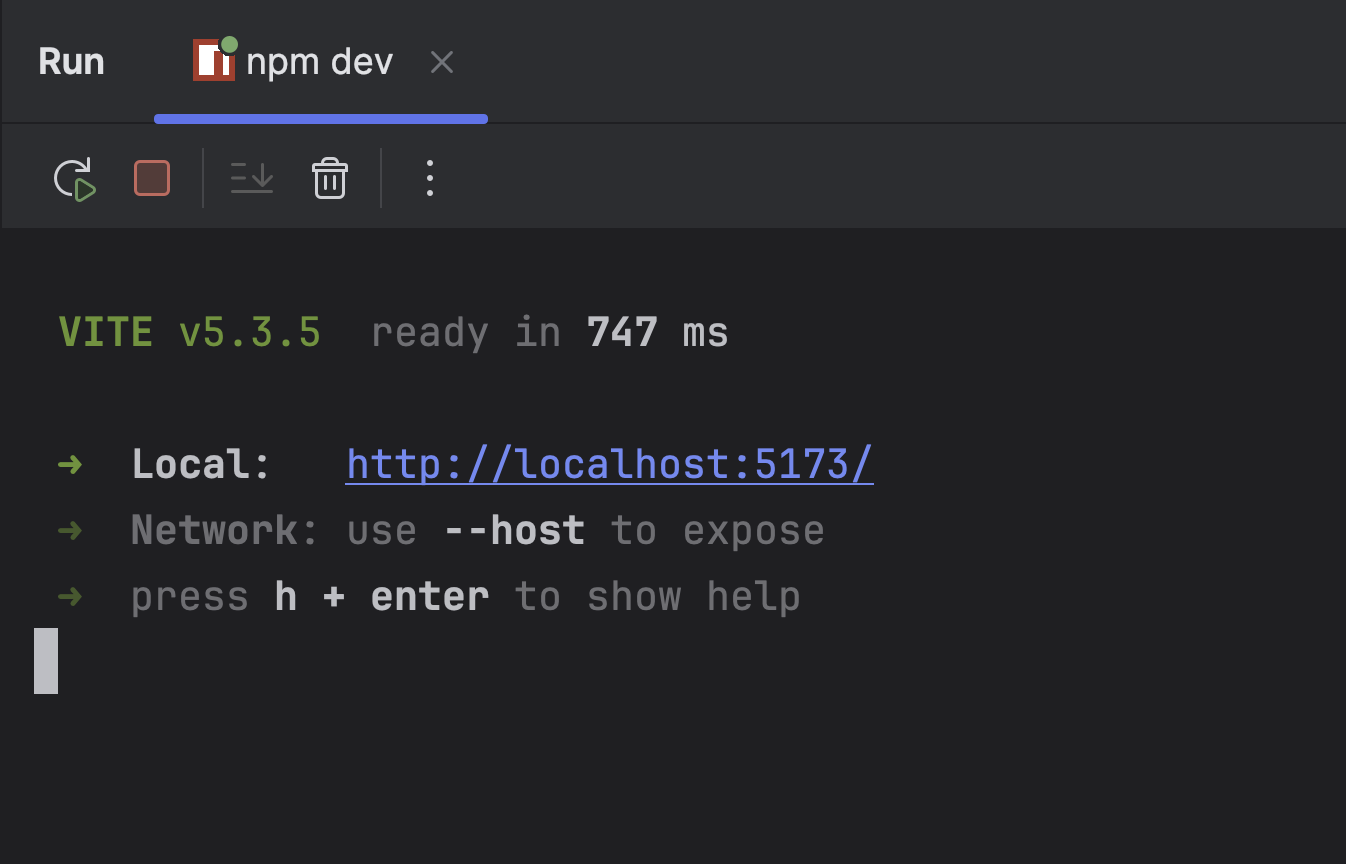 Run npm dev
VITE v5.3.5 ready in 747 ms
➜ Local: http://localhost:5173/
➜ Network: use --host to expose
➜ press h + enter to show help